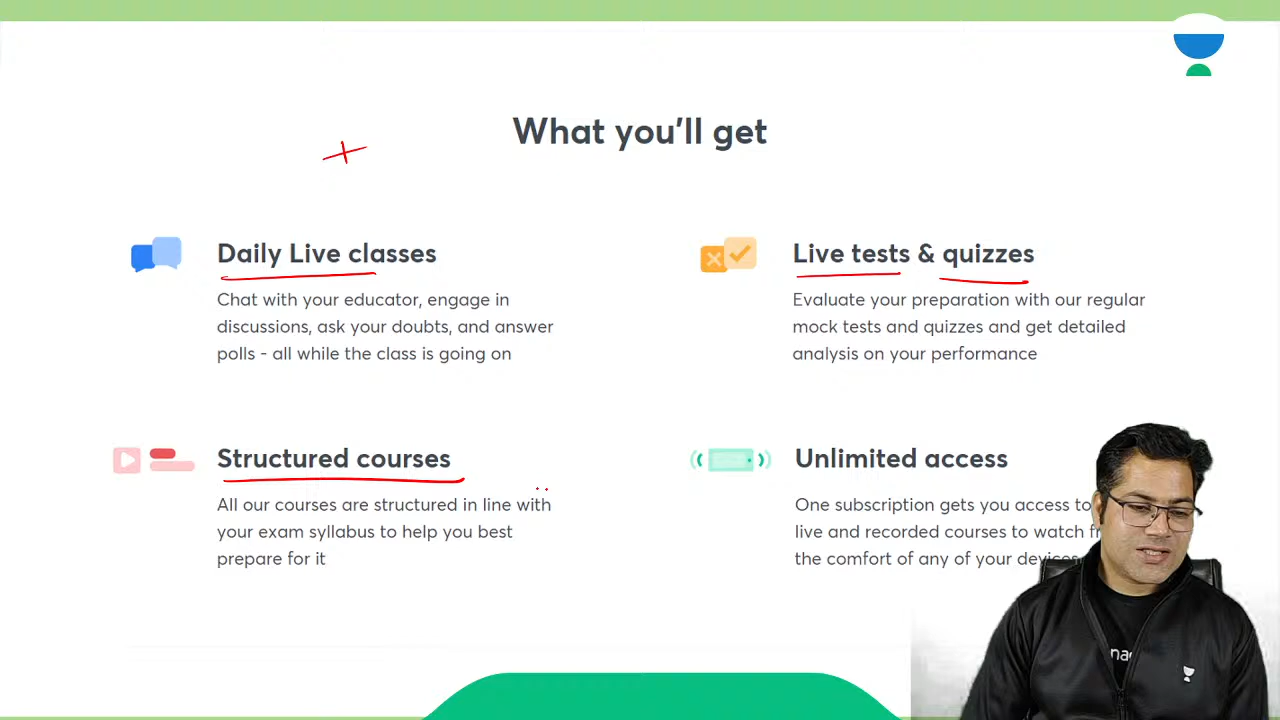 What you'll get
Daily Live classes
Chat with your educator, engage in
discussions, ask your doubts, and answer
polls - all while the class is going on
Live tests & quizzes
Evaluate your preparation with our regular
mock tests and quizzes and get detailed
analysis on your performance
Structured courses
All our courses are structured in line with
your exam syllabus to help you best
prepare for it
Unlimited access
One subscription gets you access to
live and recorded courses to watch
the comfort of any of your devices